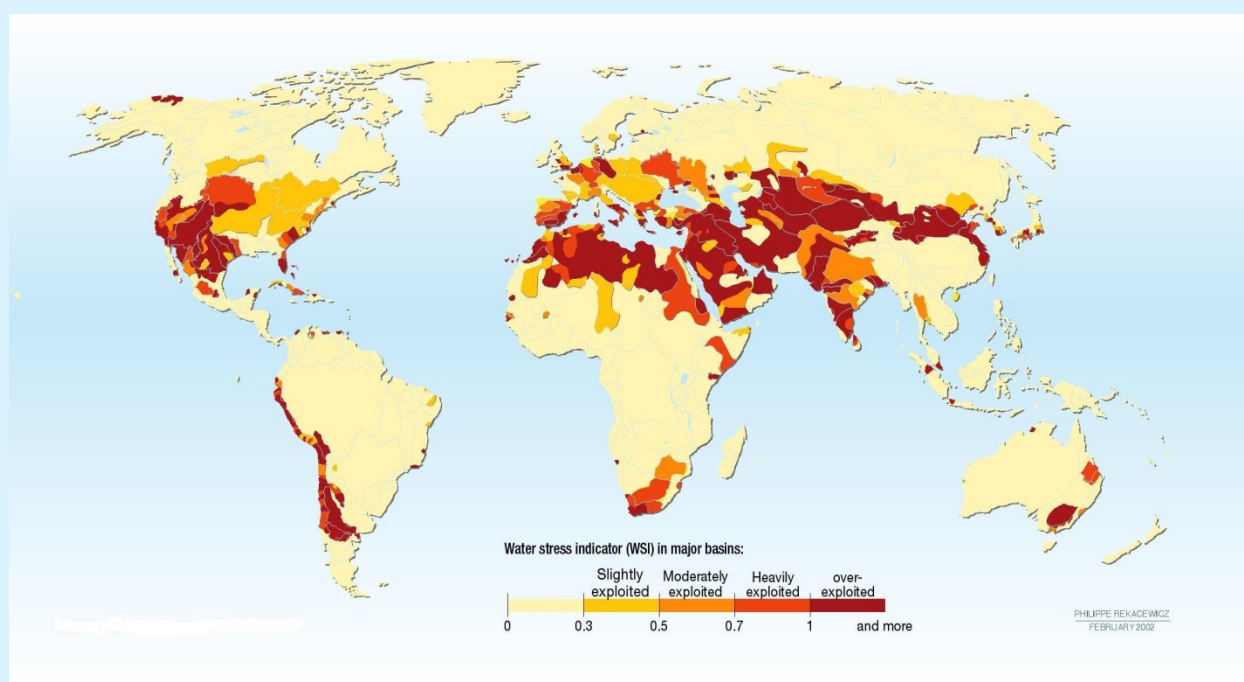 Water stress indicator (WSI) in major basins:
Slightly exploited
Moderately exploited
Heavily exploited
over-exploited
0 0.3 0.5 0.7 1 and more
PHILIPPE REKACEWICZ
FEBRUARY 2002